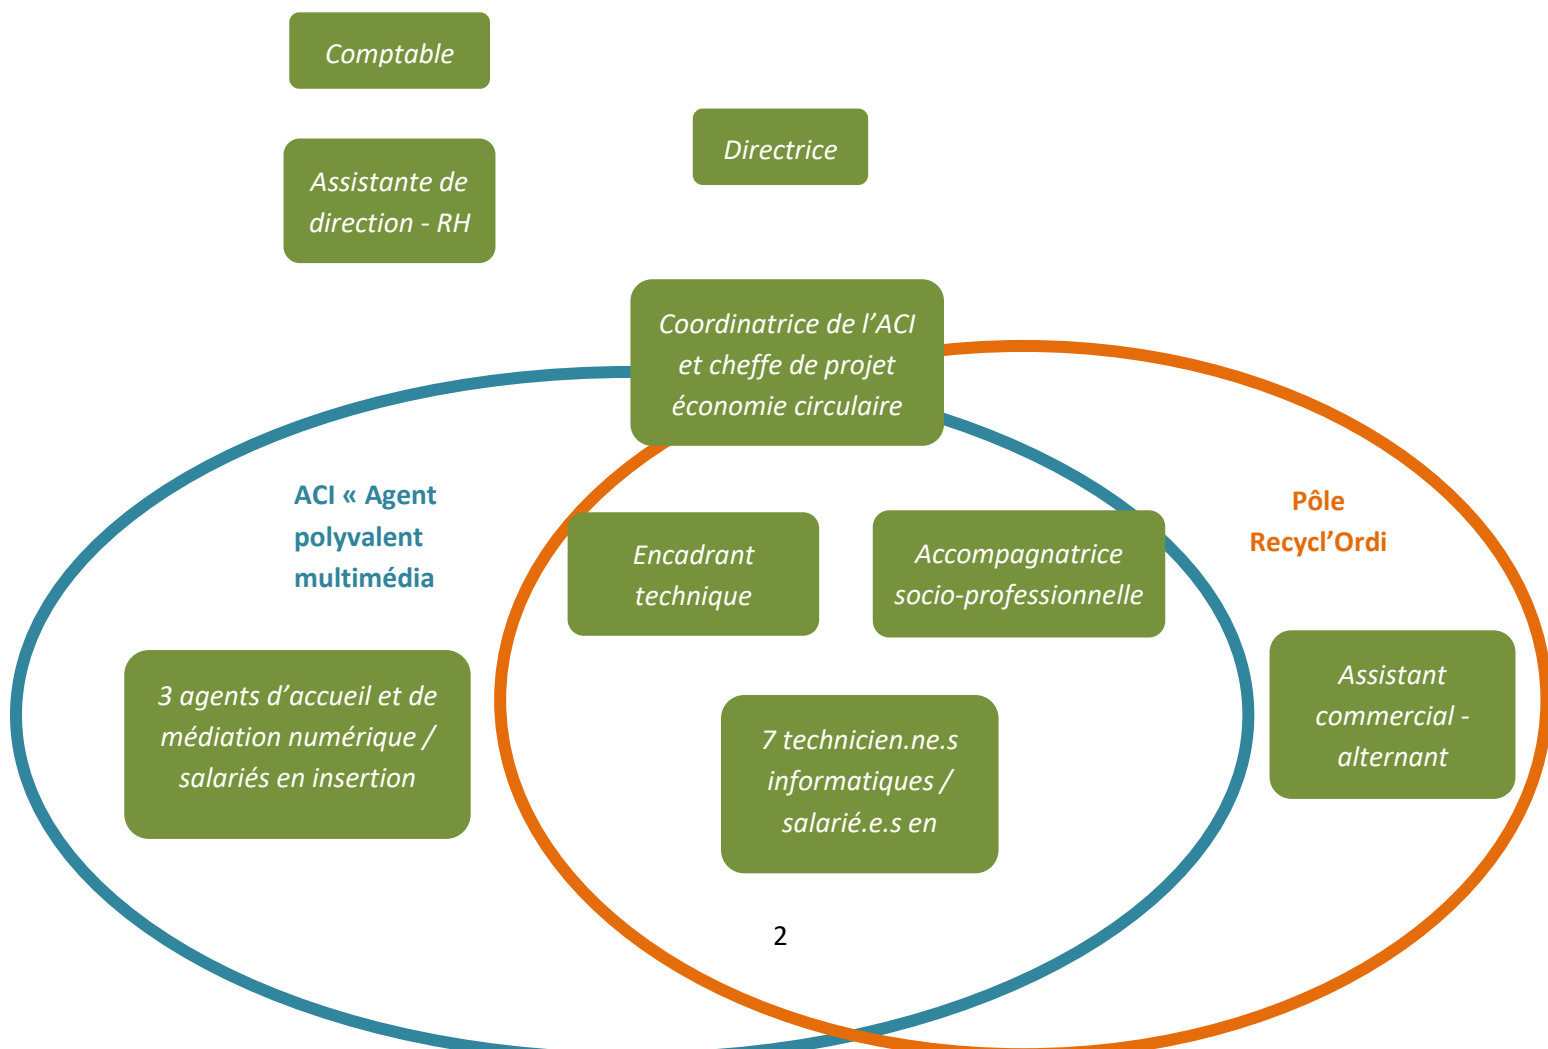 Comptable
Directrice
Assistante de
direction - RH
Coordinatrice de l’ACI
et cheffe de projet
économie circulaire
ACI « Agent
polyvalent
multimédia
Pôle
Recycl’Ordi
Encadrant
technique
Accompagnatrice
socio-professionnelle
3 agents d’accueil et de
médiation numérique /
salariés en insertion
7 technicien.ne.s
informatiques /
salarié.e.s en
Assistant
commercial -
alternant
2